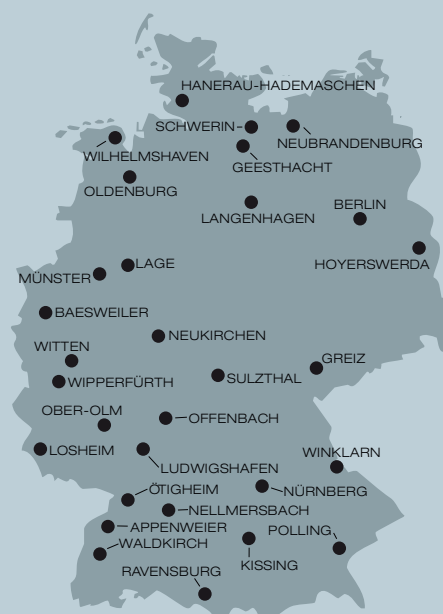 HANERAU-HADEMASCHEN
SCHWERIN
NEUBRANDENBURG
WILHELMSHAVEN
GEESTHACHT
OLDENBURG
BERLIN
LANGENHAGEN
HOYERSWERDA
LAGE
MÜNSTER
BAESWEILER
NEUKIRCHEN
WITTEN
GREIZ
WIPPERFÜRTH
SULZTHAL
OBER-OLM
OFFENBACH
LOSHEIM
WINKLARN
LUDWIGSHAFEN
ÖTIGHEIM
NÜRNBERG
NELLMERSBACH
APPENWEIER
POLLING
WALDKIRCH
KISSING
RAVENSBURG